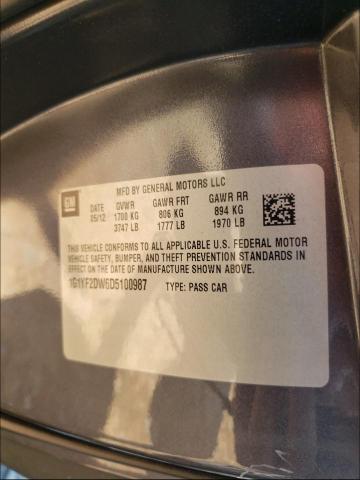 MFD BY GENERAL MOTORS LLC
GM
DATE GVWR GAWR FRT GAWR RR
05/12 1700 KG 806 KG 894 KG
3747 LB 1777 LB 1970 LB
THIS VEHICLE CONFORMS TO ALL APPLICABLE U.S. FEDERAL MOTOR
VEHICLE SAFETY, BUMPER, AND THEFT PREVENTION STANDARDS IN
EFFECT ON THE DATE OF MANUFACTURE SHOWN ABOVE.
1G1YF2DW6D5100987 TYPE: PASS CAR